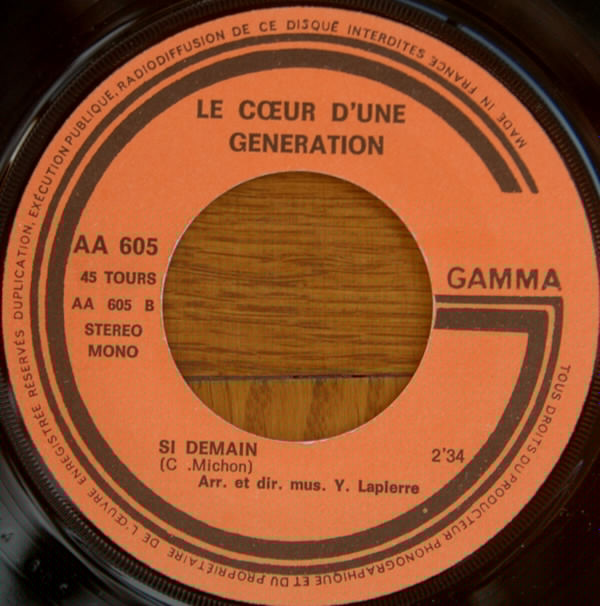 TOUS DROITS DU PRODUCTEUR PHONOGRAPHIQUE ET DU PROPRIÉTAIRE DE L'ŒUVRE ENREGISTRÉE RÉSERVÉS DUPLICATION, EXÉCUTION PUBLIQUE, RADIODIFFUSION DE CE DISQUE INTERDITES MADE IN FRANCE
LE CŒUR D'UNE
GENERATION
AA 605
45 TOURS
AA 605 B
STEREO
MONO
GAMMA
SI DEMAIN
2'34
(C .Michon)
Arr. et dir. mus. Y. Lapierre